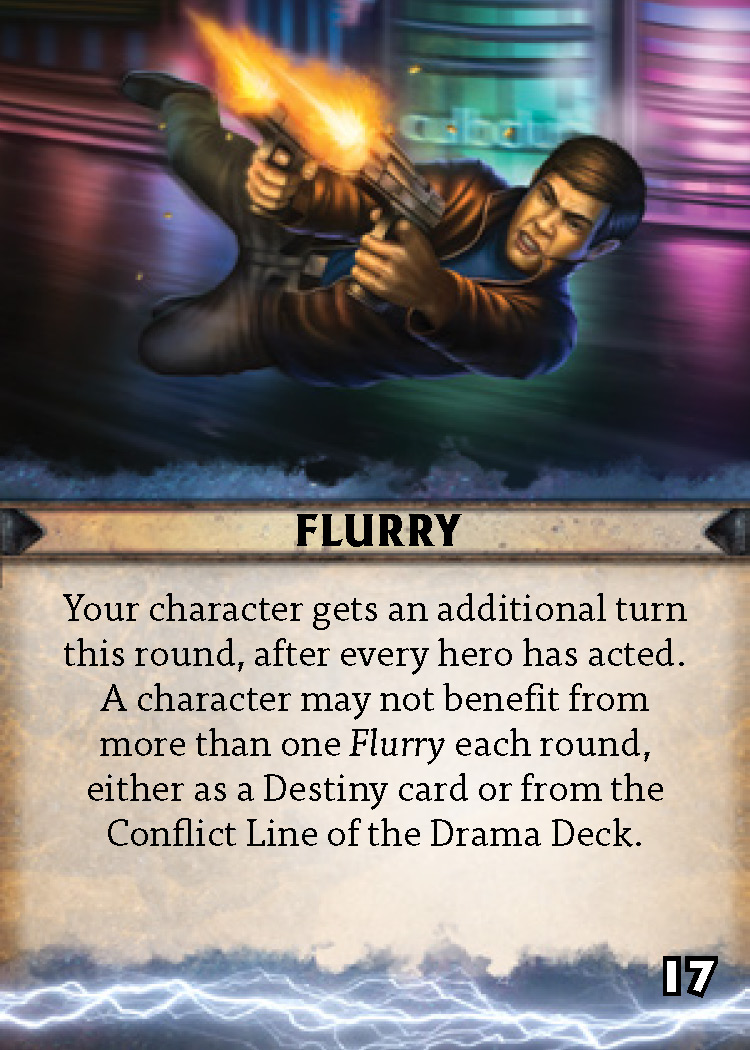 FLURRY
Your character gets an additional turn
this round, after every hero has acted.
A character may not benefit from
more than one Flurry each round,
either as a Destiny card or from the
Conflict Line of the Drama Deck.
17